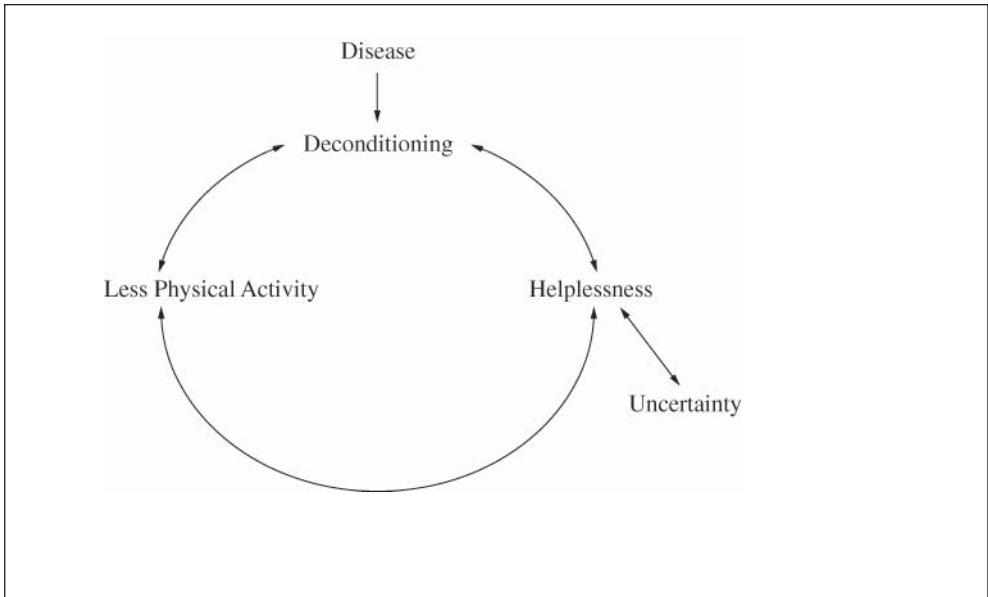 Disease
Deconditioning
Less Physical Activity
Helplessness
Uncertainty